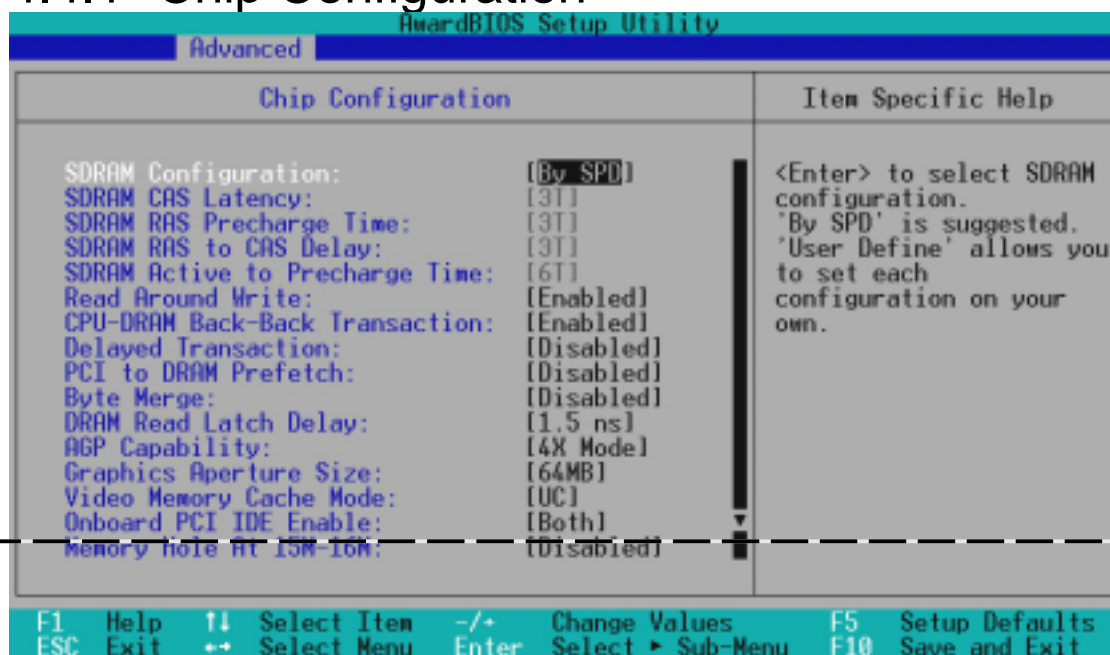 4.4.1 Chip Configuration
AwardBIOS Setup Utility
Advanced
Chip Configuration
Item Specific Help
SDRAM Configuration: [By SPD]
SDRAM CAS Latency: [3T]
SDRAM RAS Precharge Time: [3T]
SDRAM RAS to CAS Delay: [3T]
SDRAM Active to Precharge Time: [6T]
Read Around Write: [Enabled]
CPU-DRAM Back-Back Transaction: [Enabled]
Delayed Transaction: [Disabled]
PCI to DRAM Prefetch: [Disabled]
Byte Merge: [Disabled]
DRAM Read Latch Delay: [1.5 ns]
AGP Capability: [4X Mode]
Graphics Aperture Size: [64MB]
Video Memory Cache Mode: [UC]
Onboard PCI IDE Enable: [Both]
Memory Hole At 15M-16M: [Disabled]
<Enter> to select SDRAM
configuration.
'By SPD' is suggested.
'User Define' allows you
to set each
configuration on your
own.
F1 Help ↑↓ Select Item -/+ Change Values F5 Setup Defaults
ESC Exit ←→ Select Menu Enter Select ► Sub-Menu F10 Save and Exit